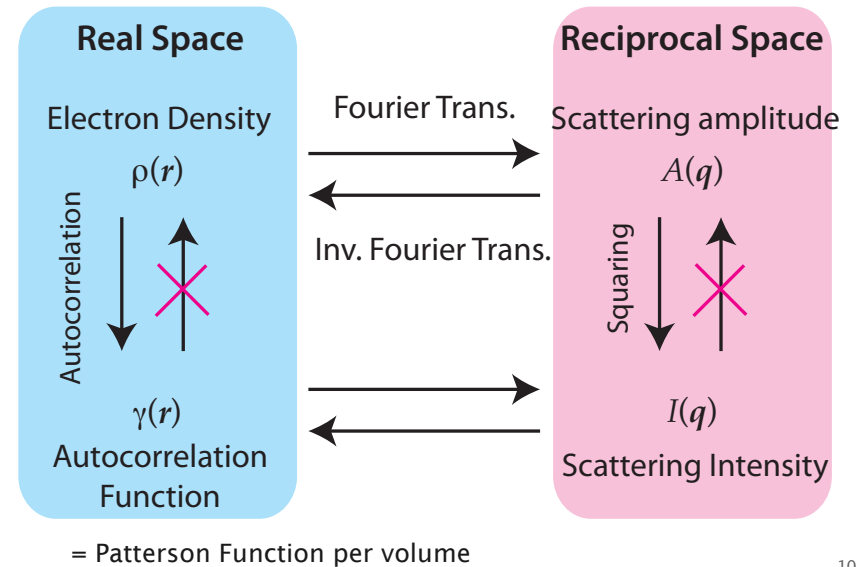 Real Space
Reciprocal Space
Electron Density
Fourier Trans.
Scattering amplitude
ρ(r)
A(q)
Autocorrelation
Inv. Fourier Trans.
Squaring
γ(r)
I(q)
Autocorrelation
Function
Scattering Intensity
= Patterson Function per volume
10